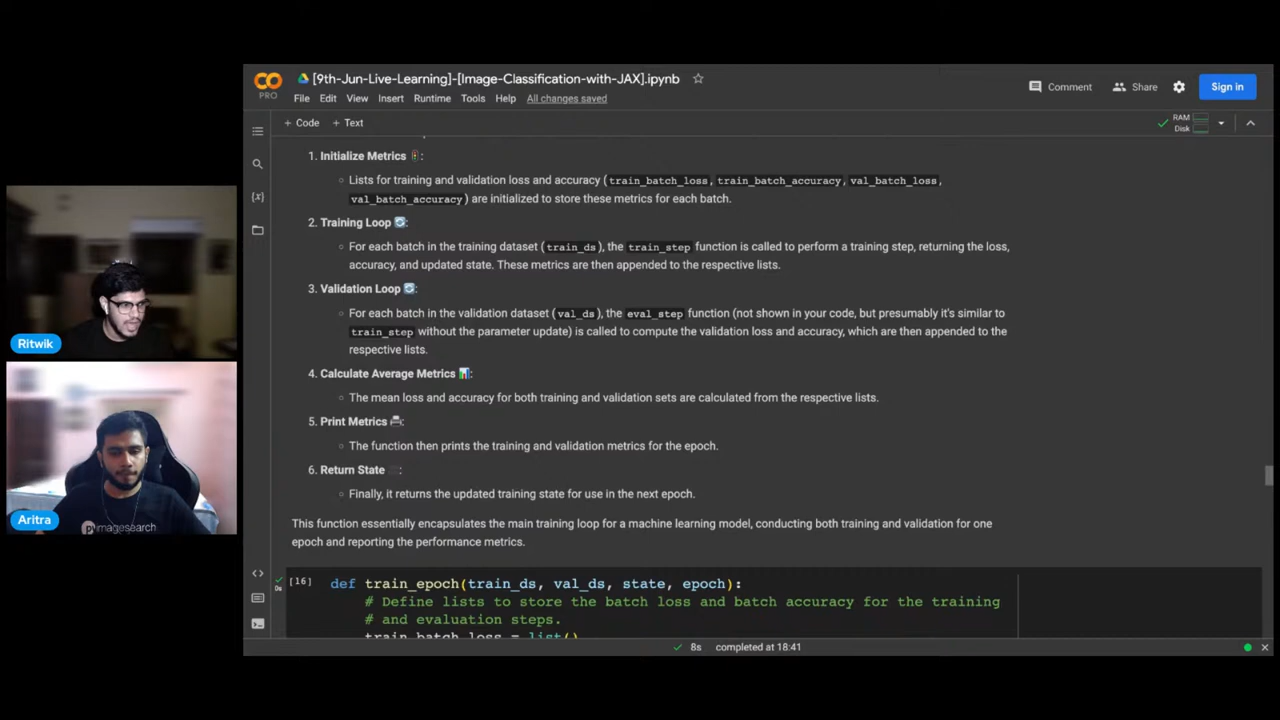 [9th-Jun-Live-Learning]-[Image-Classification-with-JAX].ipynb
PRO
File Edit View Insert Runtime Tools Help All changes saved
Comment Share Sign in
+ Code + Text
RAM
Disk
1. Initialize Metrics :
Lists for training and validation loss and accuracy (train_batch_loss, train_batch_accuracy, val_batch_loss,
val_batch_accuracy) are initialized to store these metrics for each batch.
2. Training Loop :
For each batch in the training dataset (train_ds), the train_step function is called to perform a training step, returning the loss,
accuracy, and updated state. These metrics are then appended to the respective lists.
3. Validation Loop :
For each batch in the validation dataset (val_ds), the eval_step function (not shown in your code, but presumably it's similar to
train_step without the parameter update) is called to compute the validation loss and accuracy, which are then appended to the
respective lists.
4. Calculate Average Metrics :
The mean loss and accuracy for both training and validation sets are calculated from the respective lists.
5. Print Metrics :
The function then prints the training and validation metrics for the epoch.
6. Return State :
Finally, it returns the updated training state for use in the next epoch.
This function essentially encapsulates the main training loop for a machine learning model, conducting both training and validation for one
epoch and reporting the performance metrics.
0s
[16] def train_epoch(train_ds, val_ds, state, epoch):
# Define lists to store the batch loss and batch accuracy for the training
# and evaluation steps.
train_batch_loss = list()
8s completed at 18:41
Ritwik
pyimagesearch
Aritra